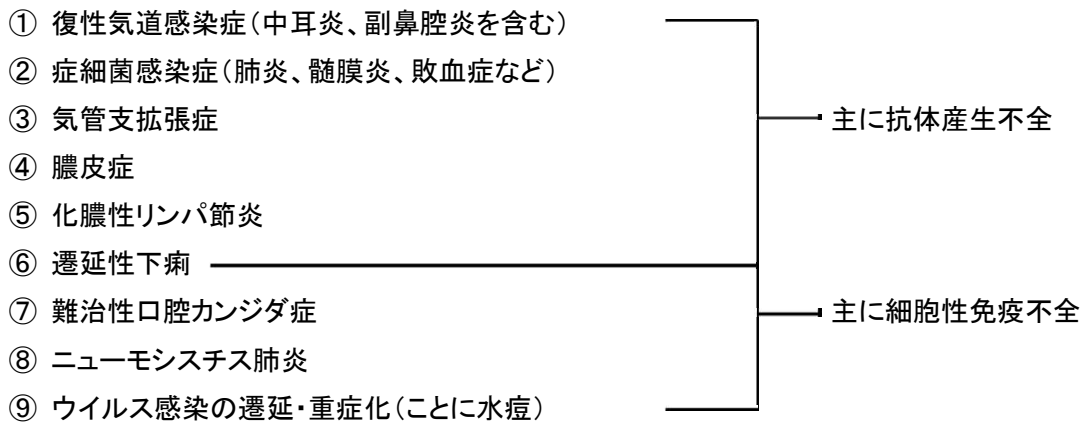 ① 復性気道感染症(中耳炎、副鼻腔炎を含む)
② 症細菌感染症(肺炎、髄膜炎、敗血症など)
③ 気管支拡張症
主に抗体産生不全
④ 膿皮症
⑤ 化膿性リンパ節炎
⑥ 遷延性下痢
⑦ 難治性口腔カンジダ症
主に細胞性免疫不全
⑧ ニューモシスチス肺炎
⑨ ウイルス感染の遷延・重症化(ことに水痘)